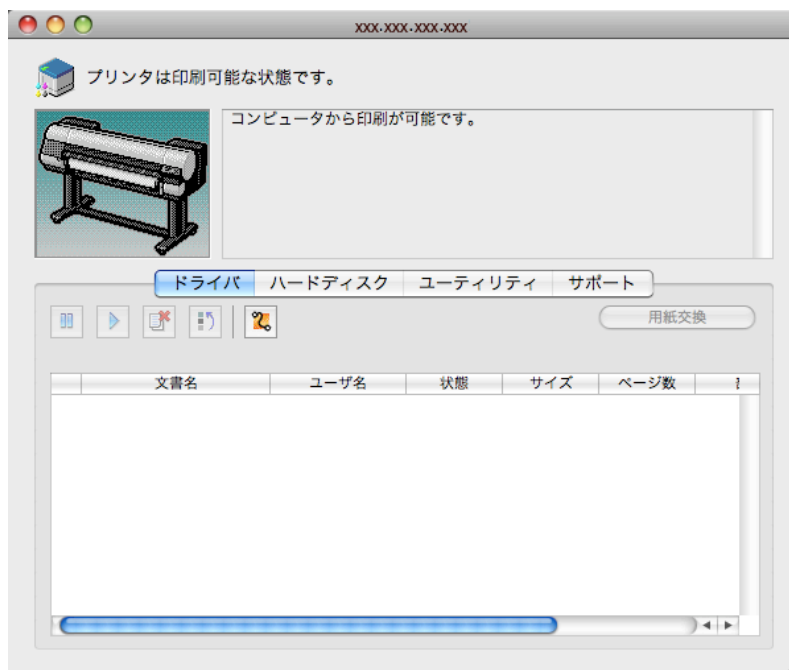 xxx.xxx.xxx.xxx
プリンタは印刷可能な状態です。
コンピュータから印刷が可能です。
ドライバ ハードディスク ユーティリティ サポート
用紙交換
文書名 ユーザ名 状態 サイズ ページ数